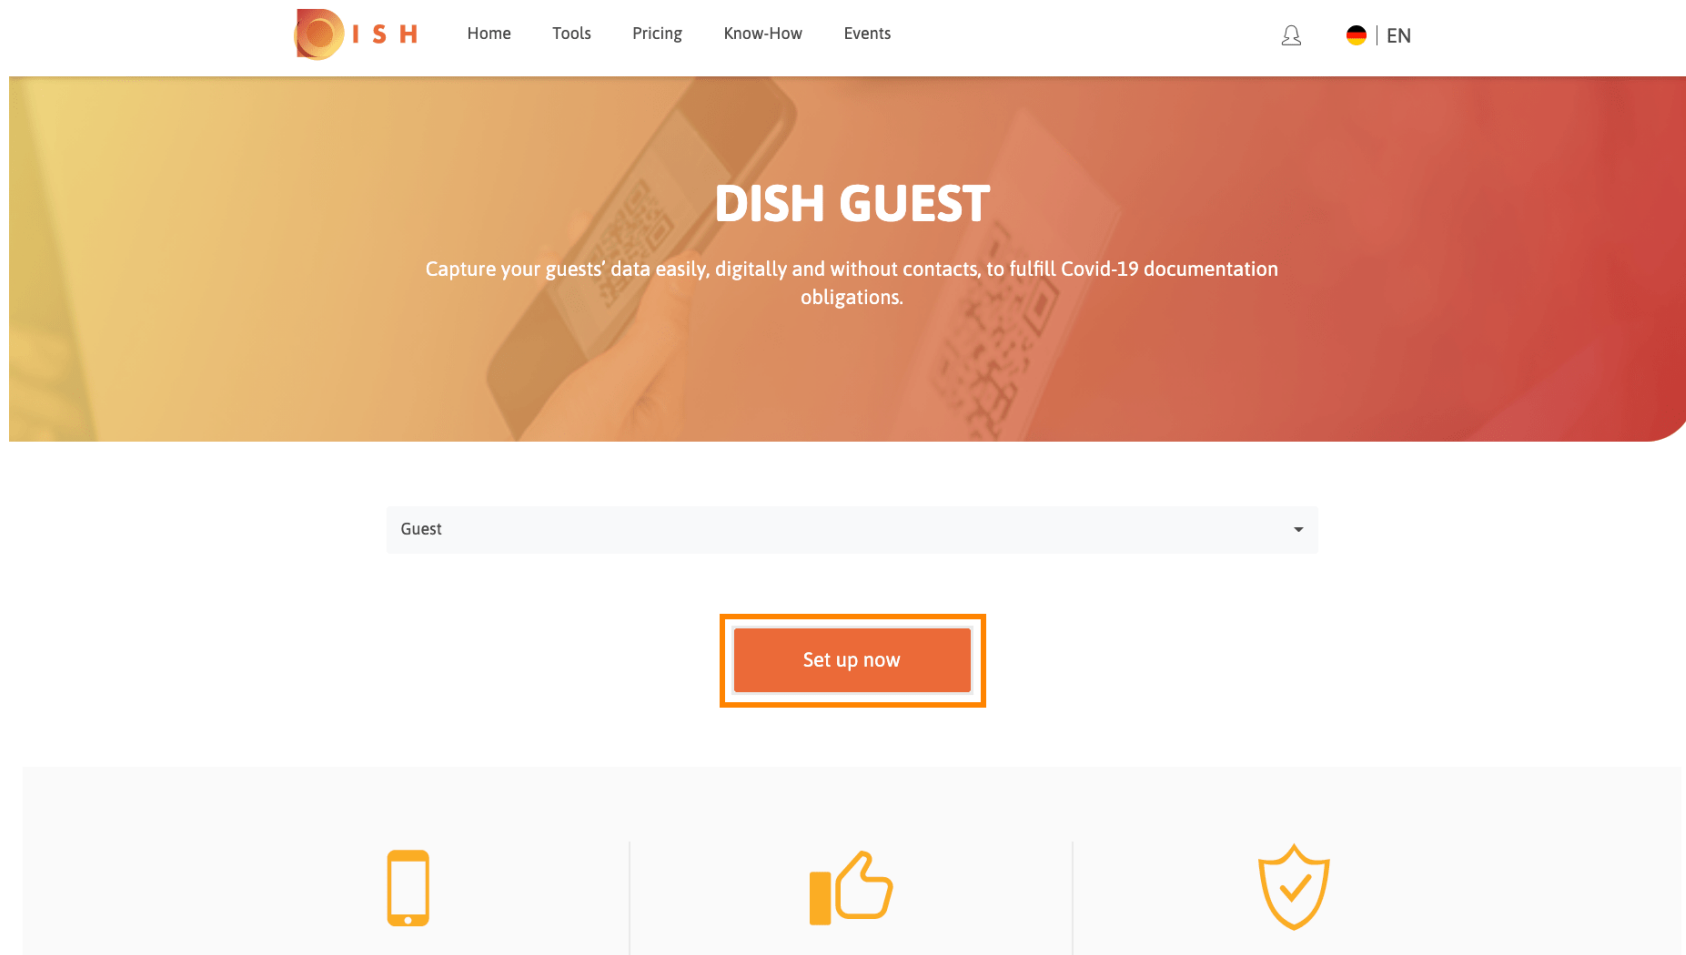 DISH
Home Tools Pricing Know-How Events
EN
DISH GUEST
Capture your guests’ data easily, digitally and without contacts, to fulfill Covid-19 documentation
obligations.
Guest
Set up now